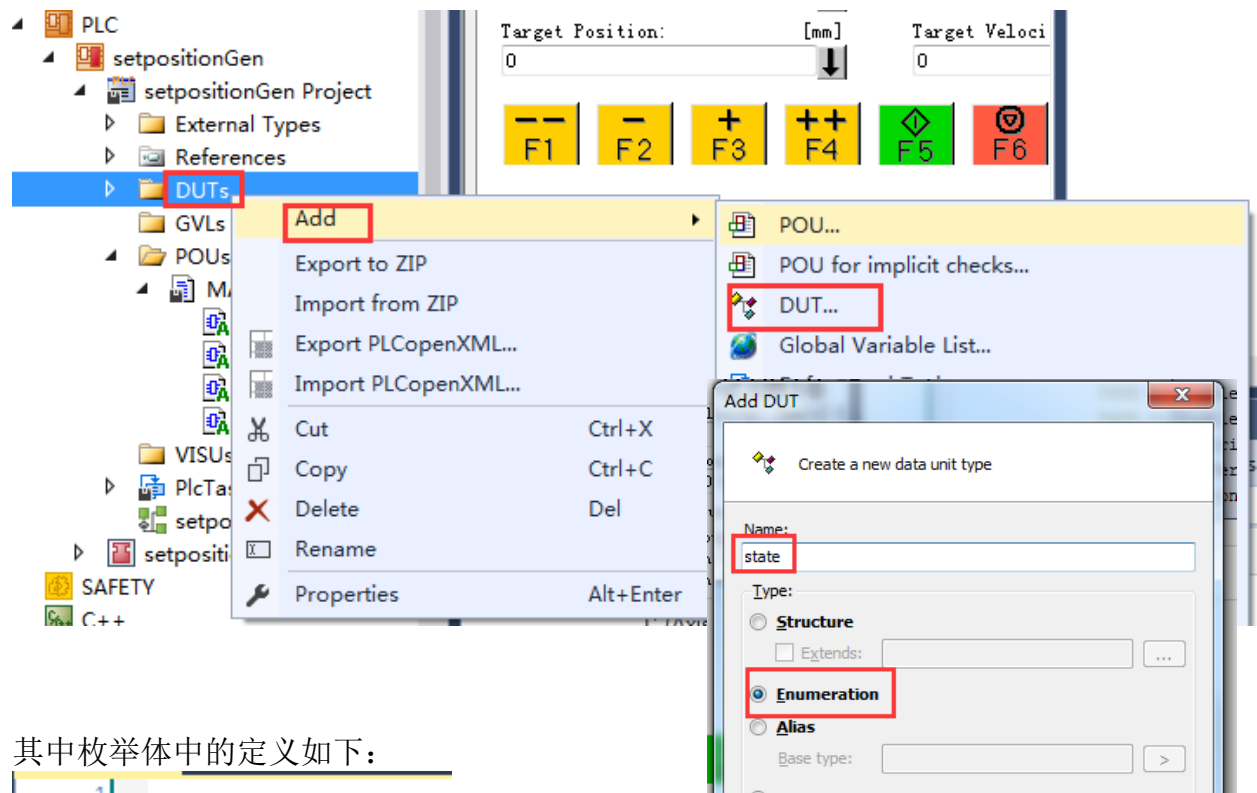 PLC
setpositionGen
setpositionGen Project
External Types
References
DUTs
GVLs
POUs
VISUs
SAFETY
C++
Target Position:
[mm]
Target Veloci
0
0
−−
F1
−
F2
+
F3
++
F4
F5
F6
Add
Export to ZIP
Import from ZIP
Export PLCopenXML...
Import PLCopenXML...
Cut Ctrl+X
Copy Ctrl+C
Delete Del
Rename
Properties Alt+Enter
POU...
POU for implicit checks...
DUT...
Global Variable List...
Add DUT
Create a new data unit type
Name:
state
Type:
Structure
Extends:
...
Enumeration
Alias
Base type:
>
其中枚举体中的定义如下：
1